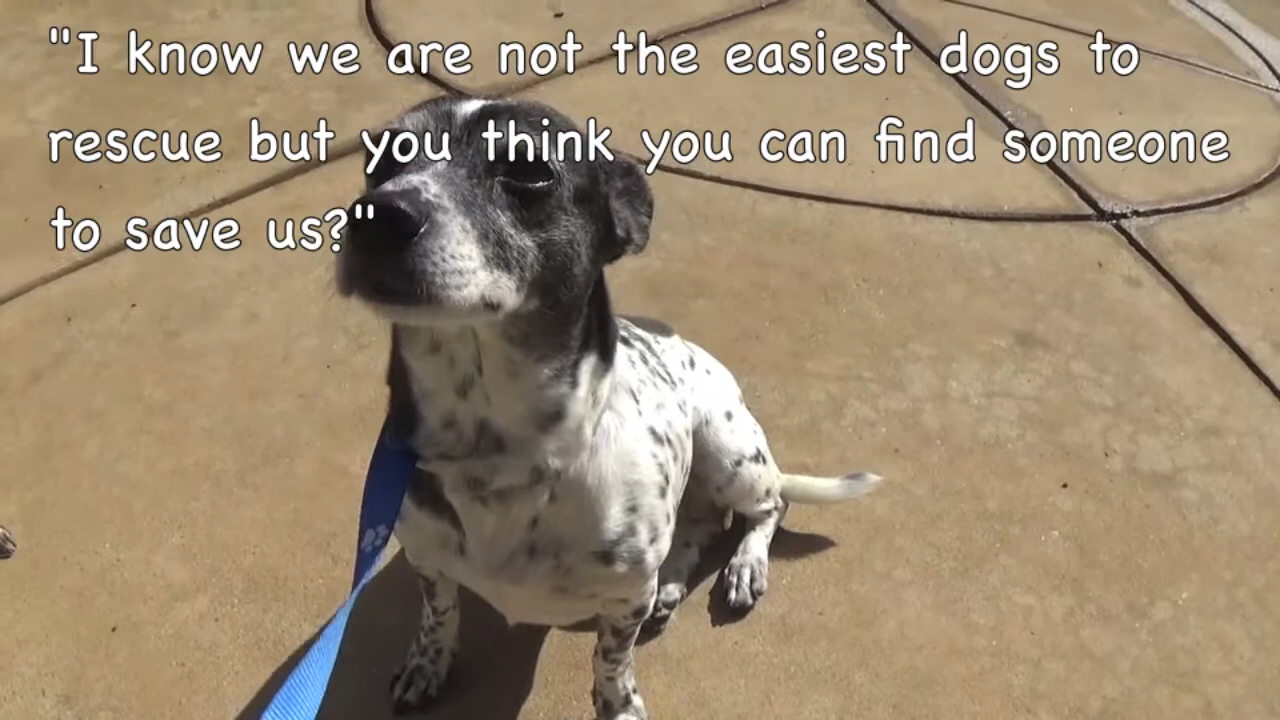 "I know we are not the easiest dogs to
rescue but you think you can find someone
to save us?"